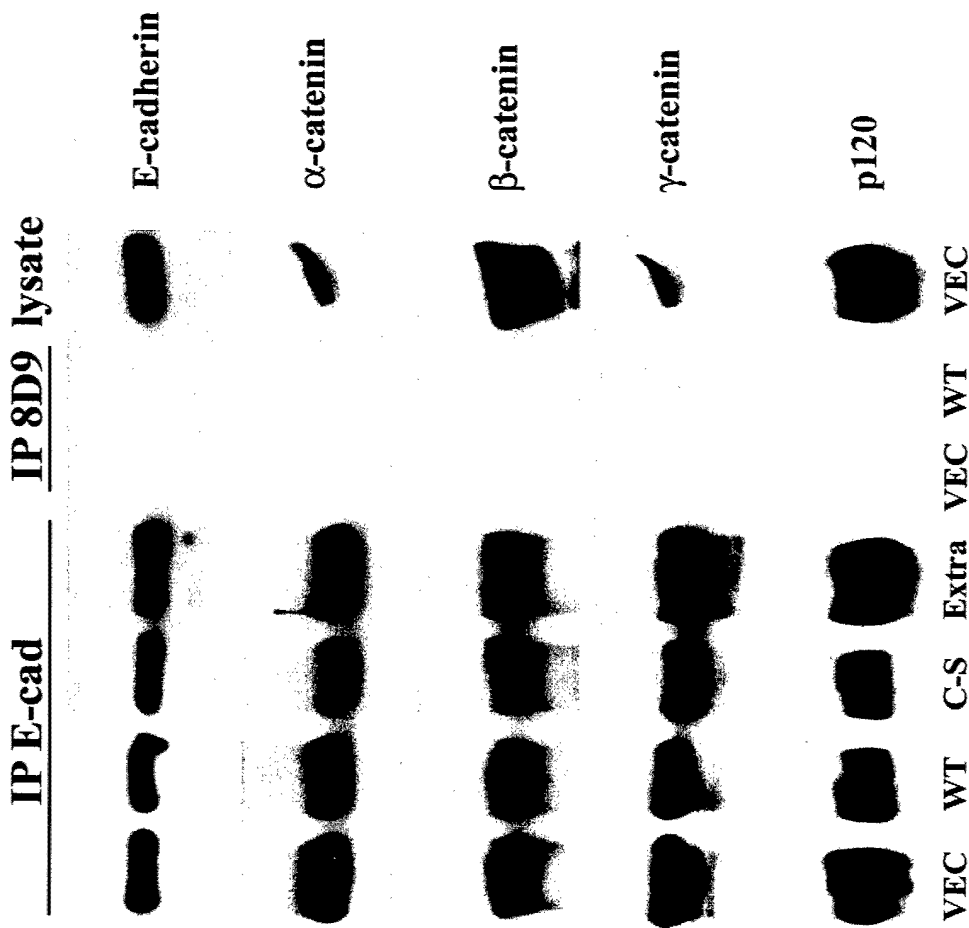 IP E-cad IP 8D9 lysate
E-cadherin
α-catenin
β-catenin
γ-catenin
p120
VEC WT C-S Extra VEC WT VEC